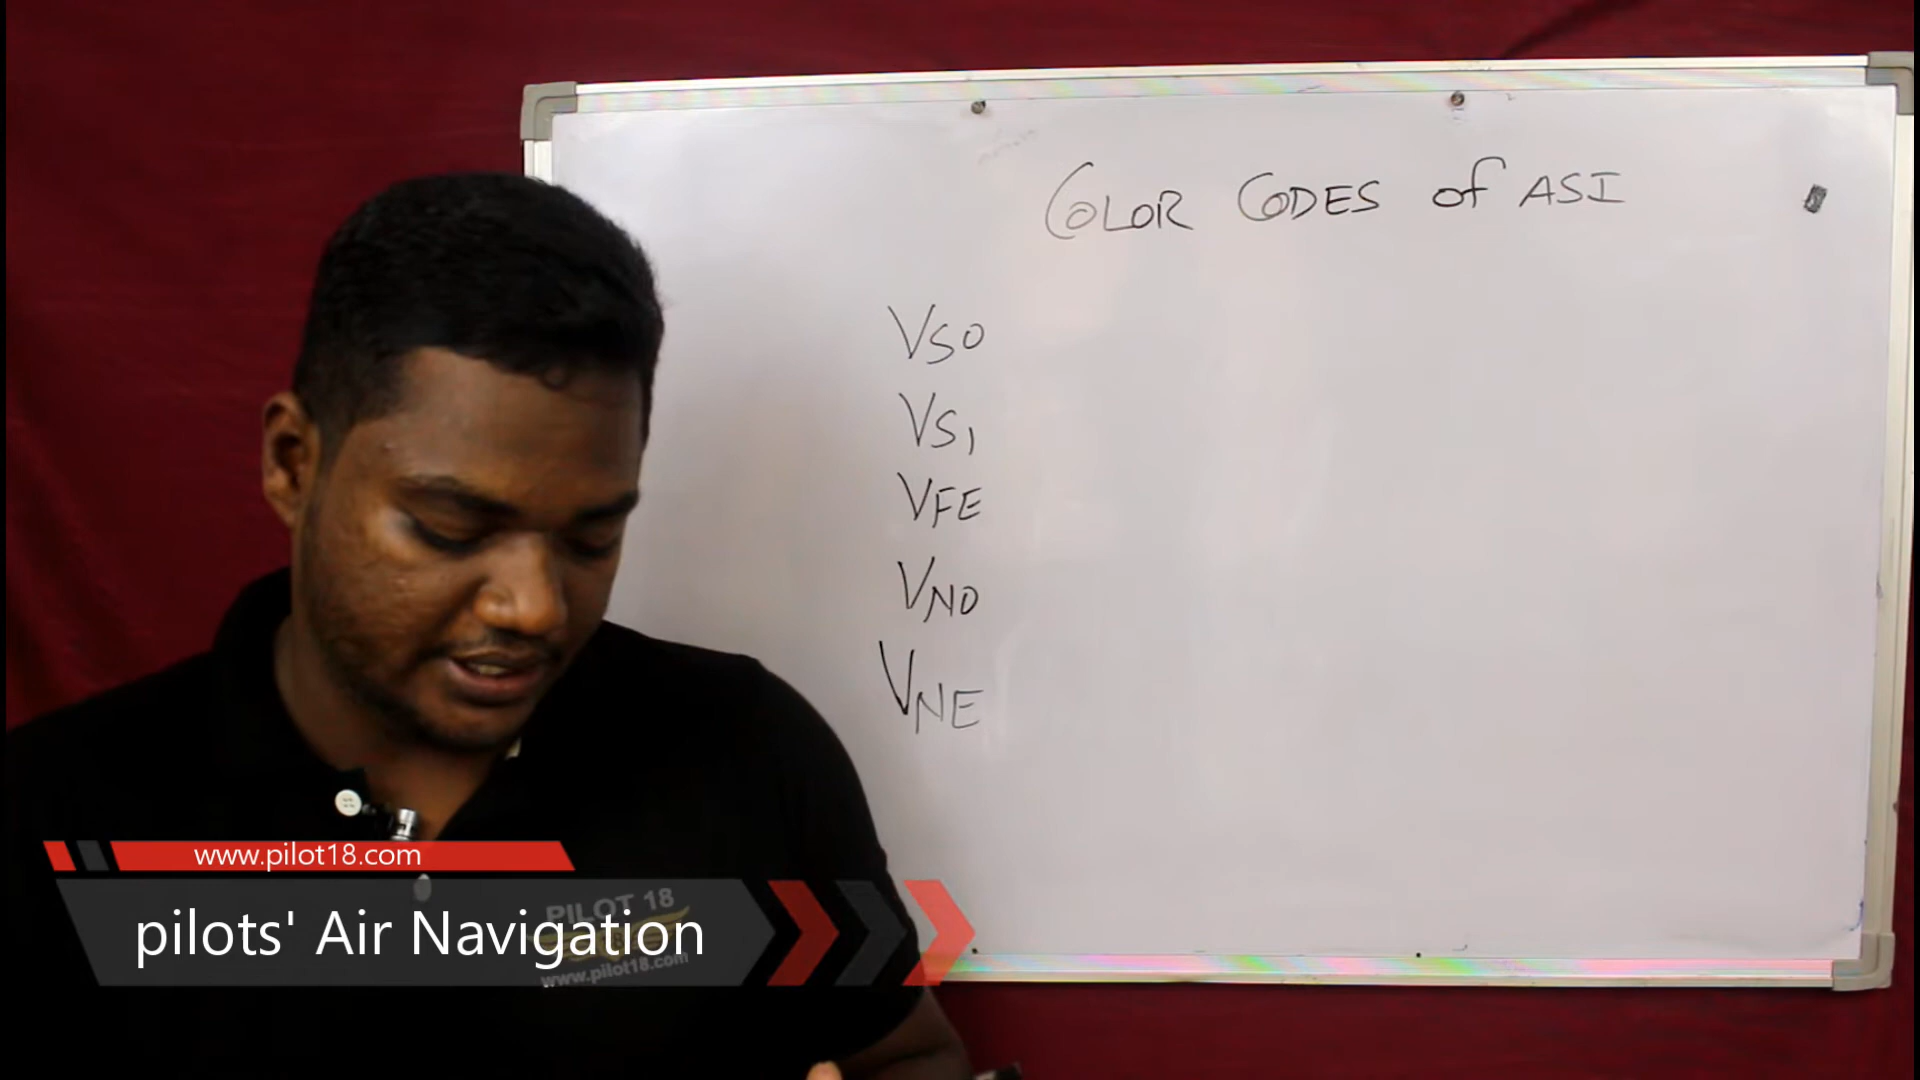 COLOR CODES of ASI
VSO
VS1
VFE
VNO
VNE
www.pilot18.com
pilots' Air Navigation
PILOT 18
www.pilot18.com